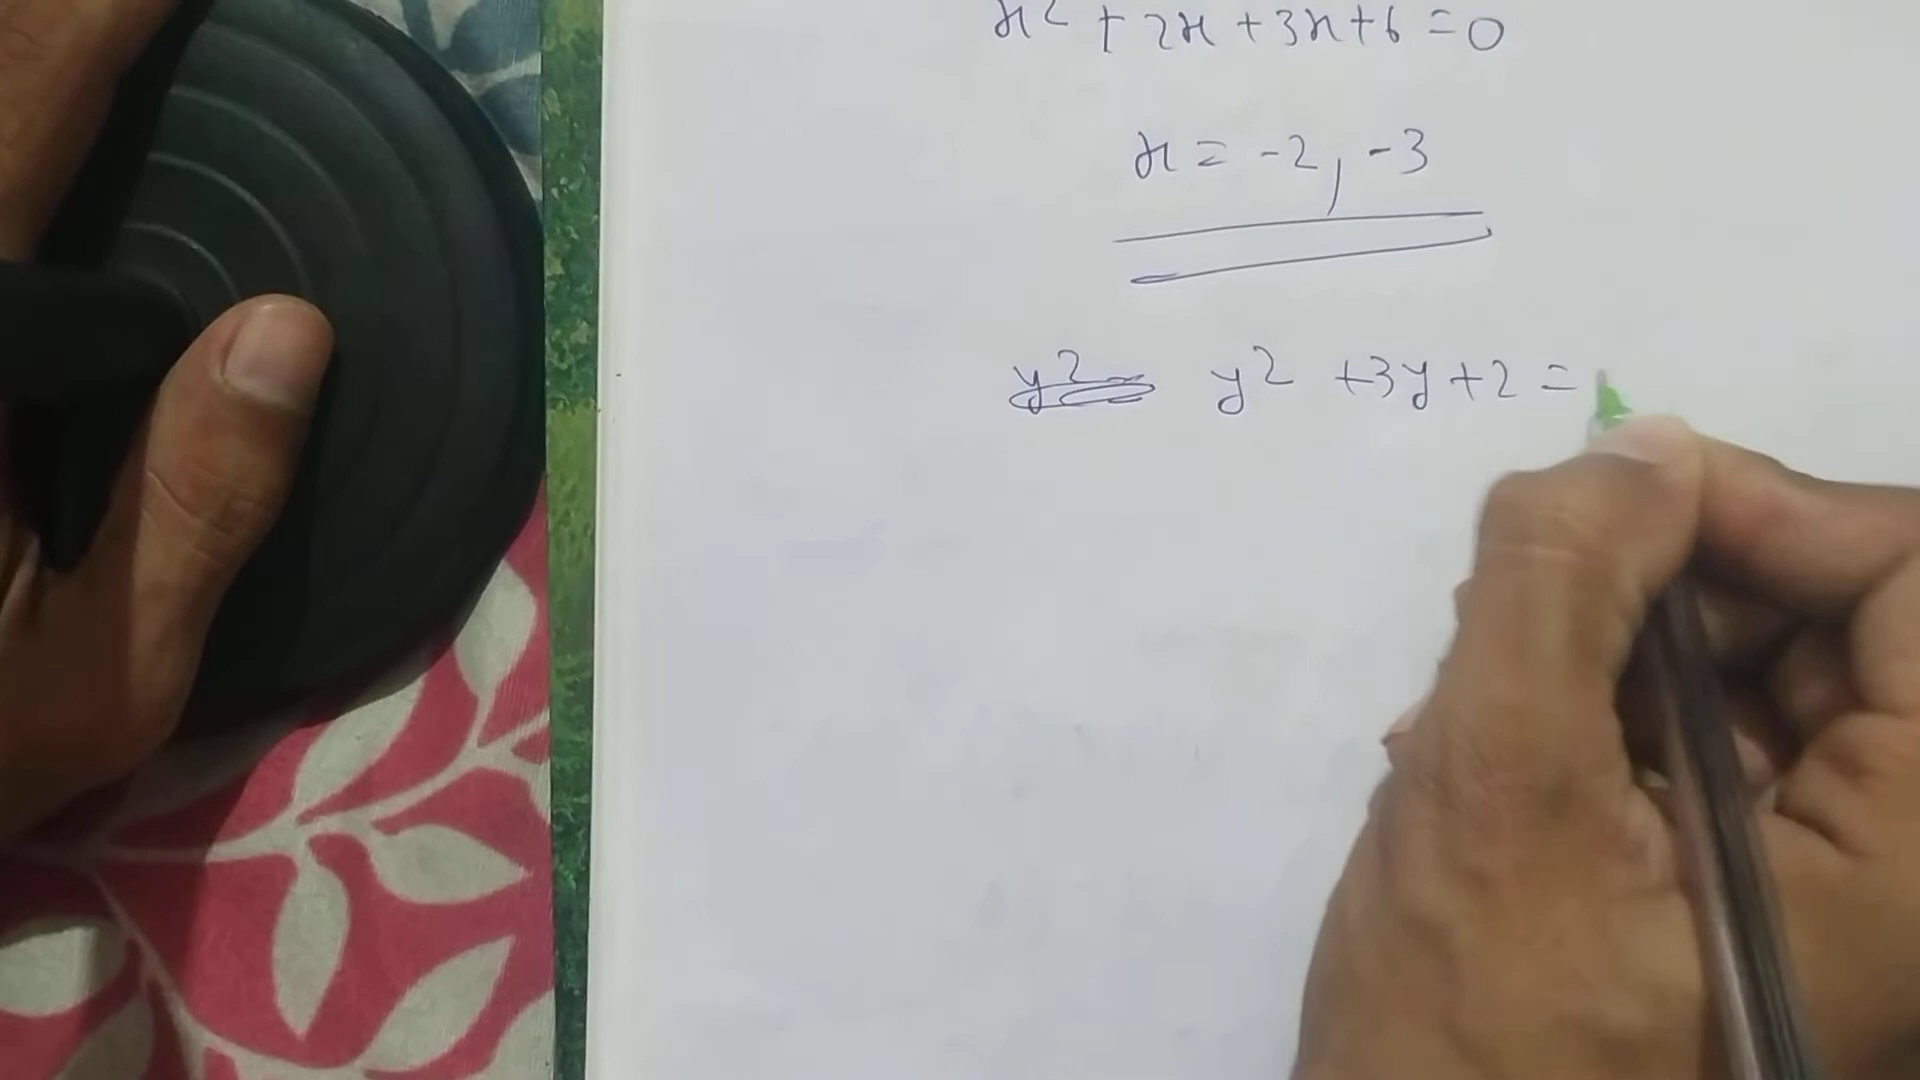 x² + 2x + 3x + 6 = 0
x = -2, -3
y² + 3y + 2 =